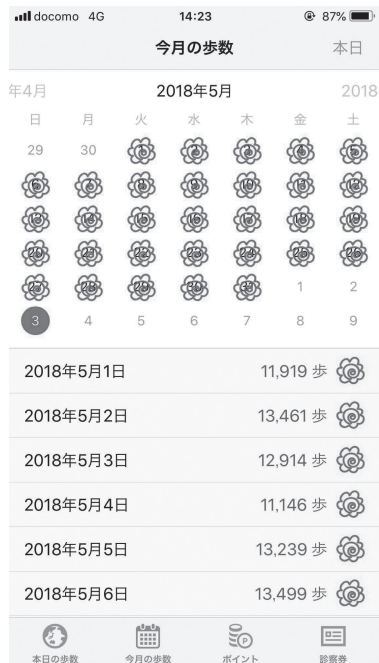 docomo 4G 14:23 87%
今月の歩数 本日
年4月 2018年5月 2018
日 月 火 水 木 金 土
29 30 1 2 3 4 5
6 7 8 9 10 11 12
13 14 15 16 17 18 19
20 21 22 23 24 25 26
27 28 29 30 31 1 2
3 4 5 6 7 8 9
2018年5月1日 11,919 歩
2018年5月2日 13,461 歩
2018年5月3日 12,914 歩
2018年5月4日 11,146 歩
2018年5月5日 13,239 歩
2018年5月6日 13,499 歩
P
本日の歩数 今月の歩数 ポイント 診察券